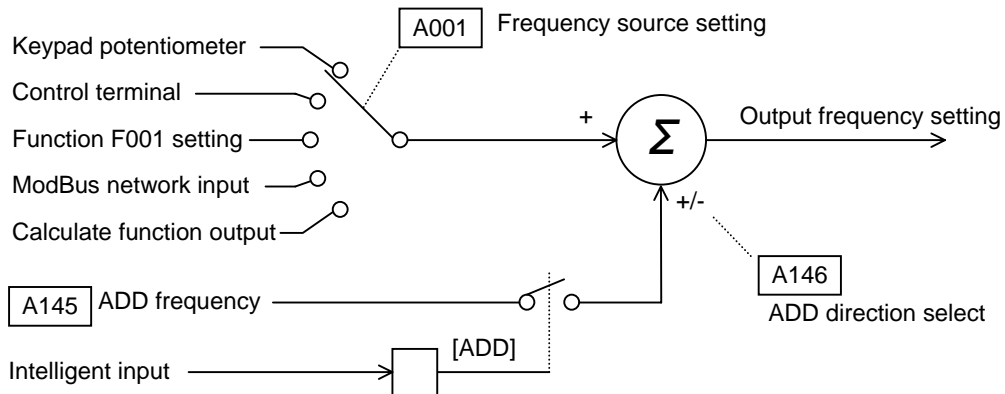 A001 Frequency source setting
Keypad potentiometer
Control terminal
Function F001 setting
ModBus network input
Calculate function output
+
Σ
Output frequency setting
+/-
A146
ADD direction select
A145 ADD frequency
[ADD]
Intelligent input